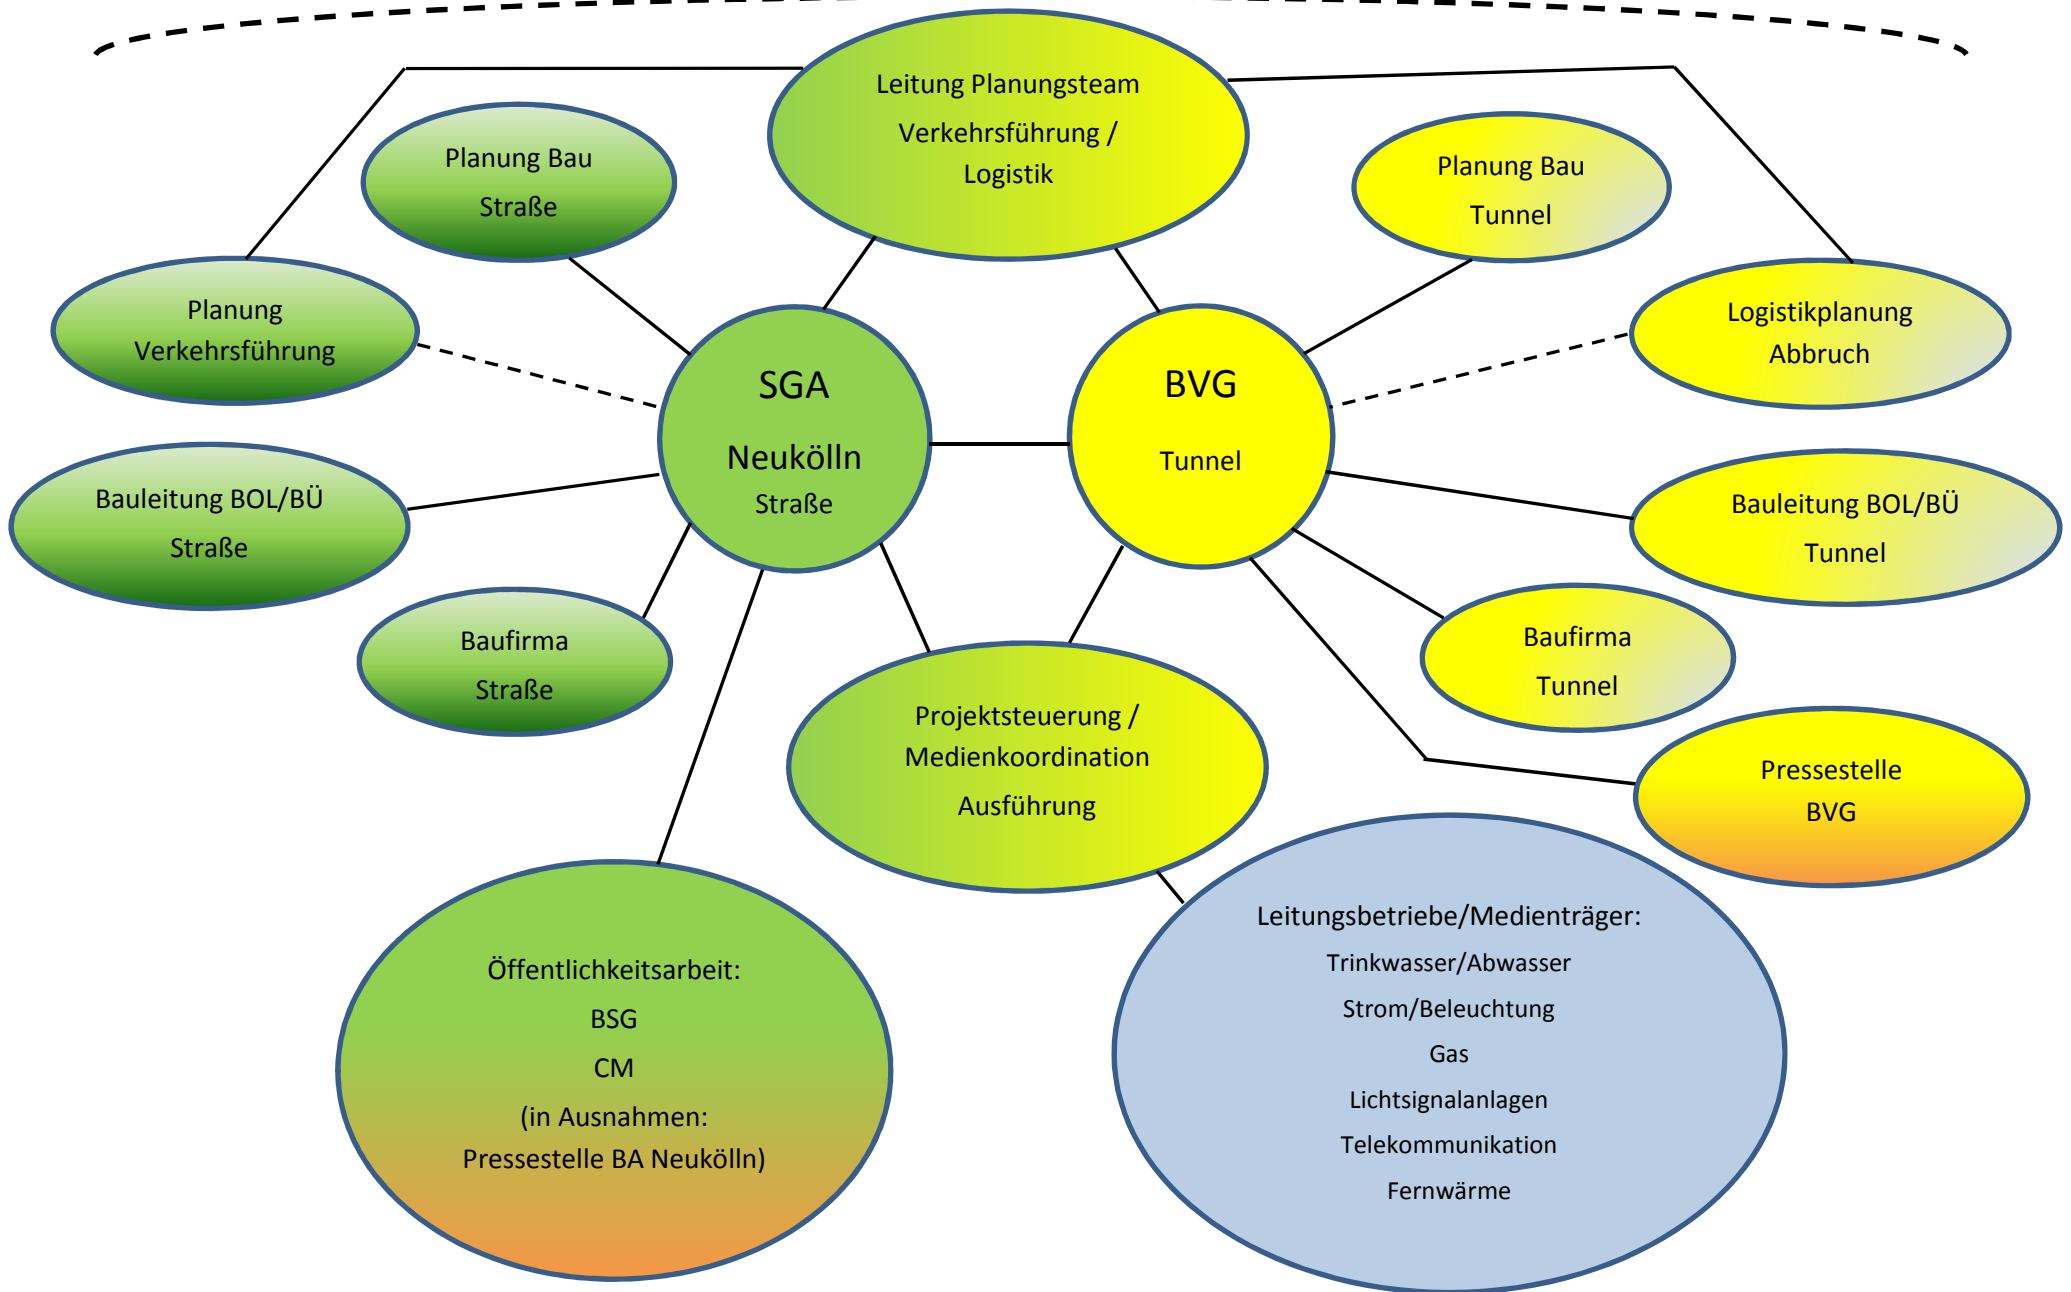 Leitung Planungsteam
Verkehrsführung /
Logistik
Planung Bau
Straße
Planung Bau
Tunnel
Planung
Verkehrsführung
Logistikplanung
Abbruch
SGA
Neukölln
Straße
BVG
Tunnel
Bauleitung BOL/BÜ
Straße
Bauleitung BOL/BÜ
Tunnel
Baufirma
Straße
Baufirma
Tunnel
Projektsteuerung /
Medienkoordination
Ausführung
Pressestelle
BVG
Öffentlichkeitsarbeit:
BSG
CM
(in Ausnahmen:
Pressestelle BA Neukölln)
Leitungsbetriebe/Medienträger:
Trinkwasser/Abwasser
Strom/Beleuchtung
Gas
Lichtsignalanlagen
Telekommunikation
Fernwärme